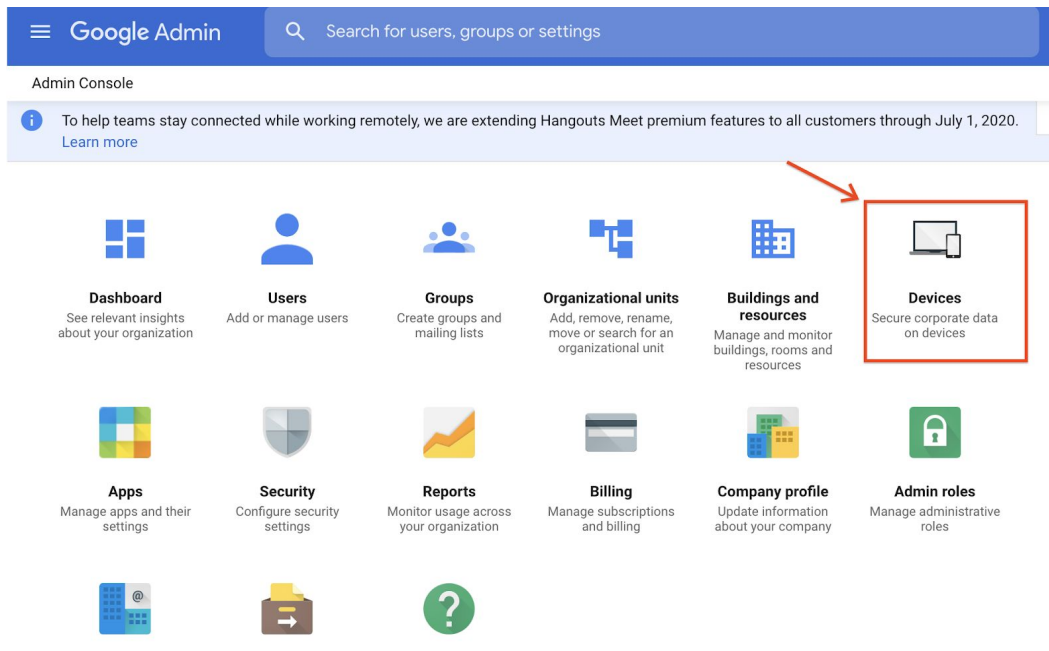 Google Admin
Search for users, groups or settings
Admin Console
To help teams stay connected while working remotely, we are extending Hangouts Meet premium features to all customers through July 1, 2020.
Learn more
Dashboard
See relevant insights
about your organization
Users
Add or manage users
Groups
Create groups and
mailing lists
Organizational units
Add, remove, rename,
move or search for an
organizational unit
Buildings and
resources
Manage and monitor
buildings, rooms and
resources
Devices
Secure corporate data
on devices
Apps
Manage apps and their
settings
Security
Configure security
settings
Reports
Monitor usage across
your organization
Billing
Manage subscriptions
and billing
Company profile
Update information
about your company
Admin roles
Manage administrative
roles
@
?